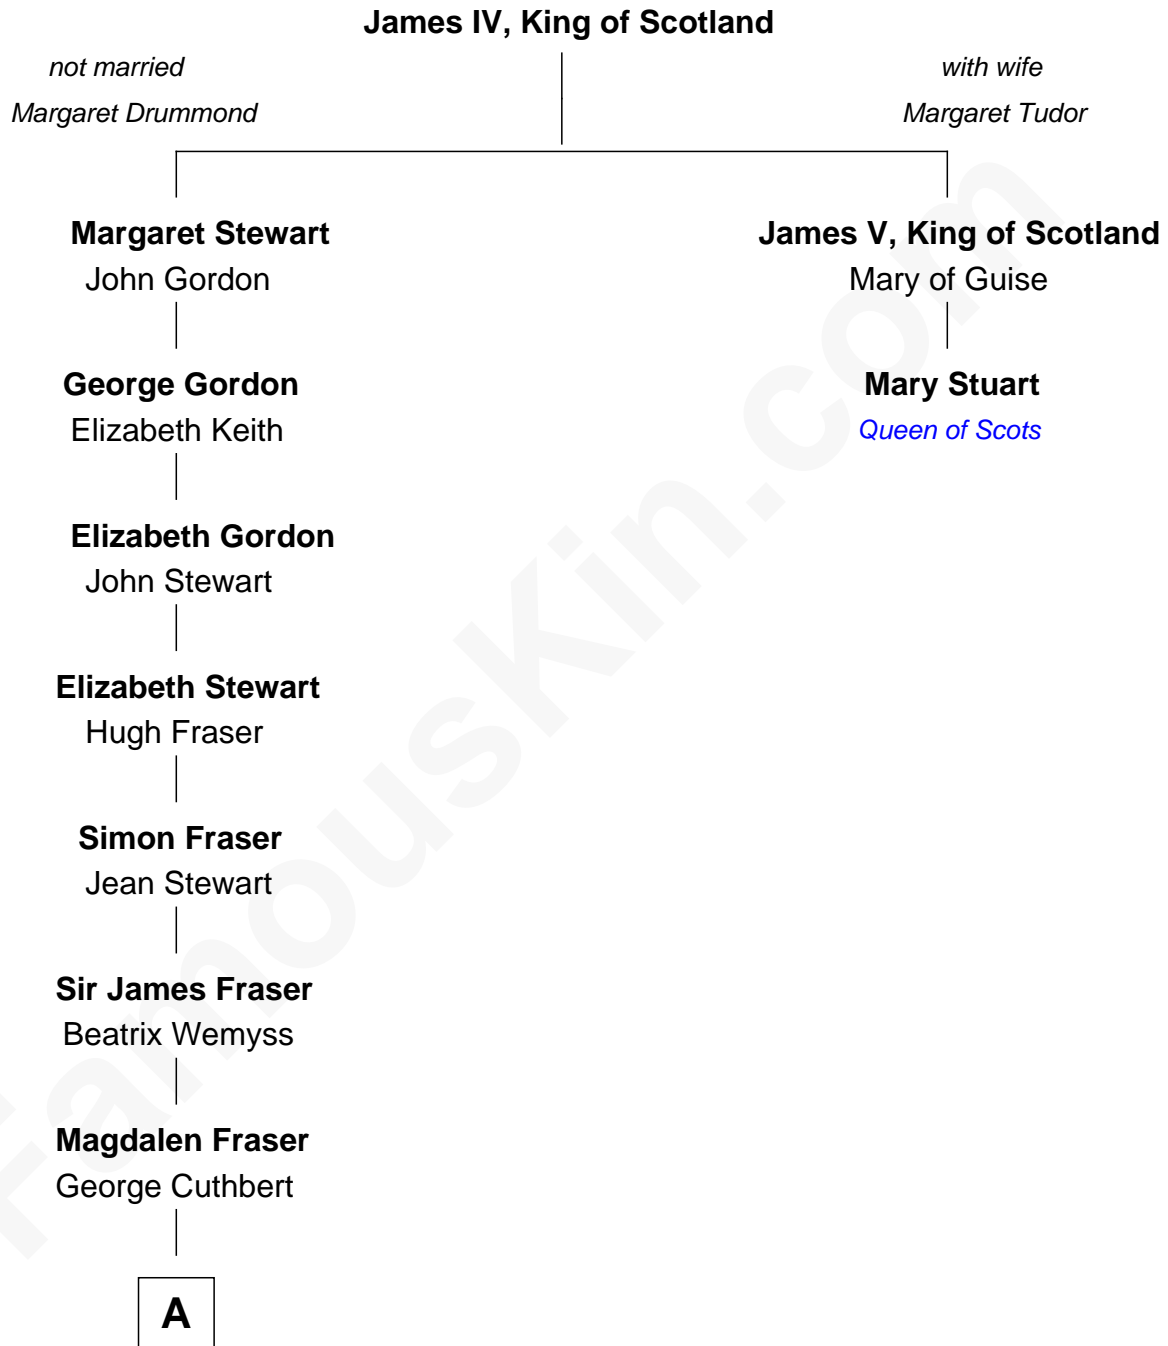 James IV, King of Scotland
not married
Margaret Drummond
with wife
Margaret Tudor
Margaret Stewart
John Gordon
James V, King of Scotland
Mary of Guise
George Gordon
Elizabeth Keith
Mary Stuart
Queen of Scots
Elizabeth Gordon
John Stewart
Elizabeth Stewart
Hugh Fraser
Simon Fraser
Jean Stewart
Sir James Fraser
Beatrix Wemyss
Magdalen Fraser
George Cuthbert
A
FamousKin.com